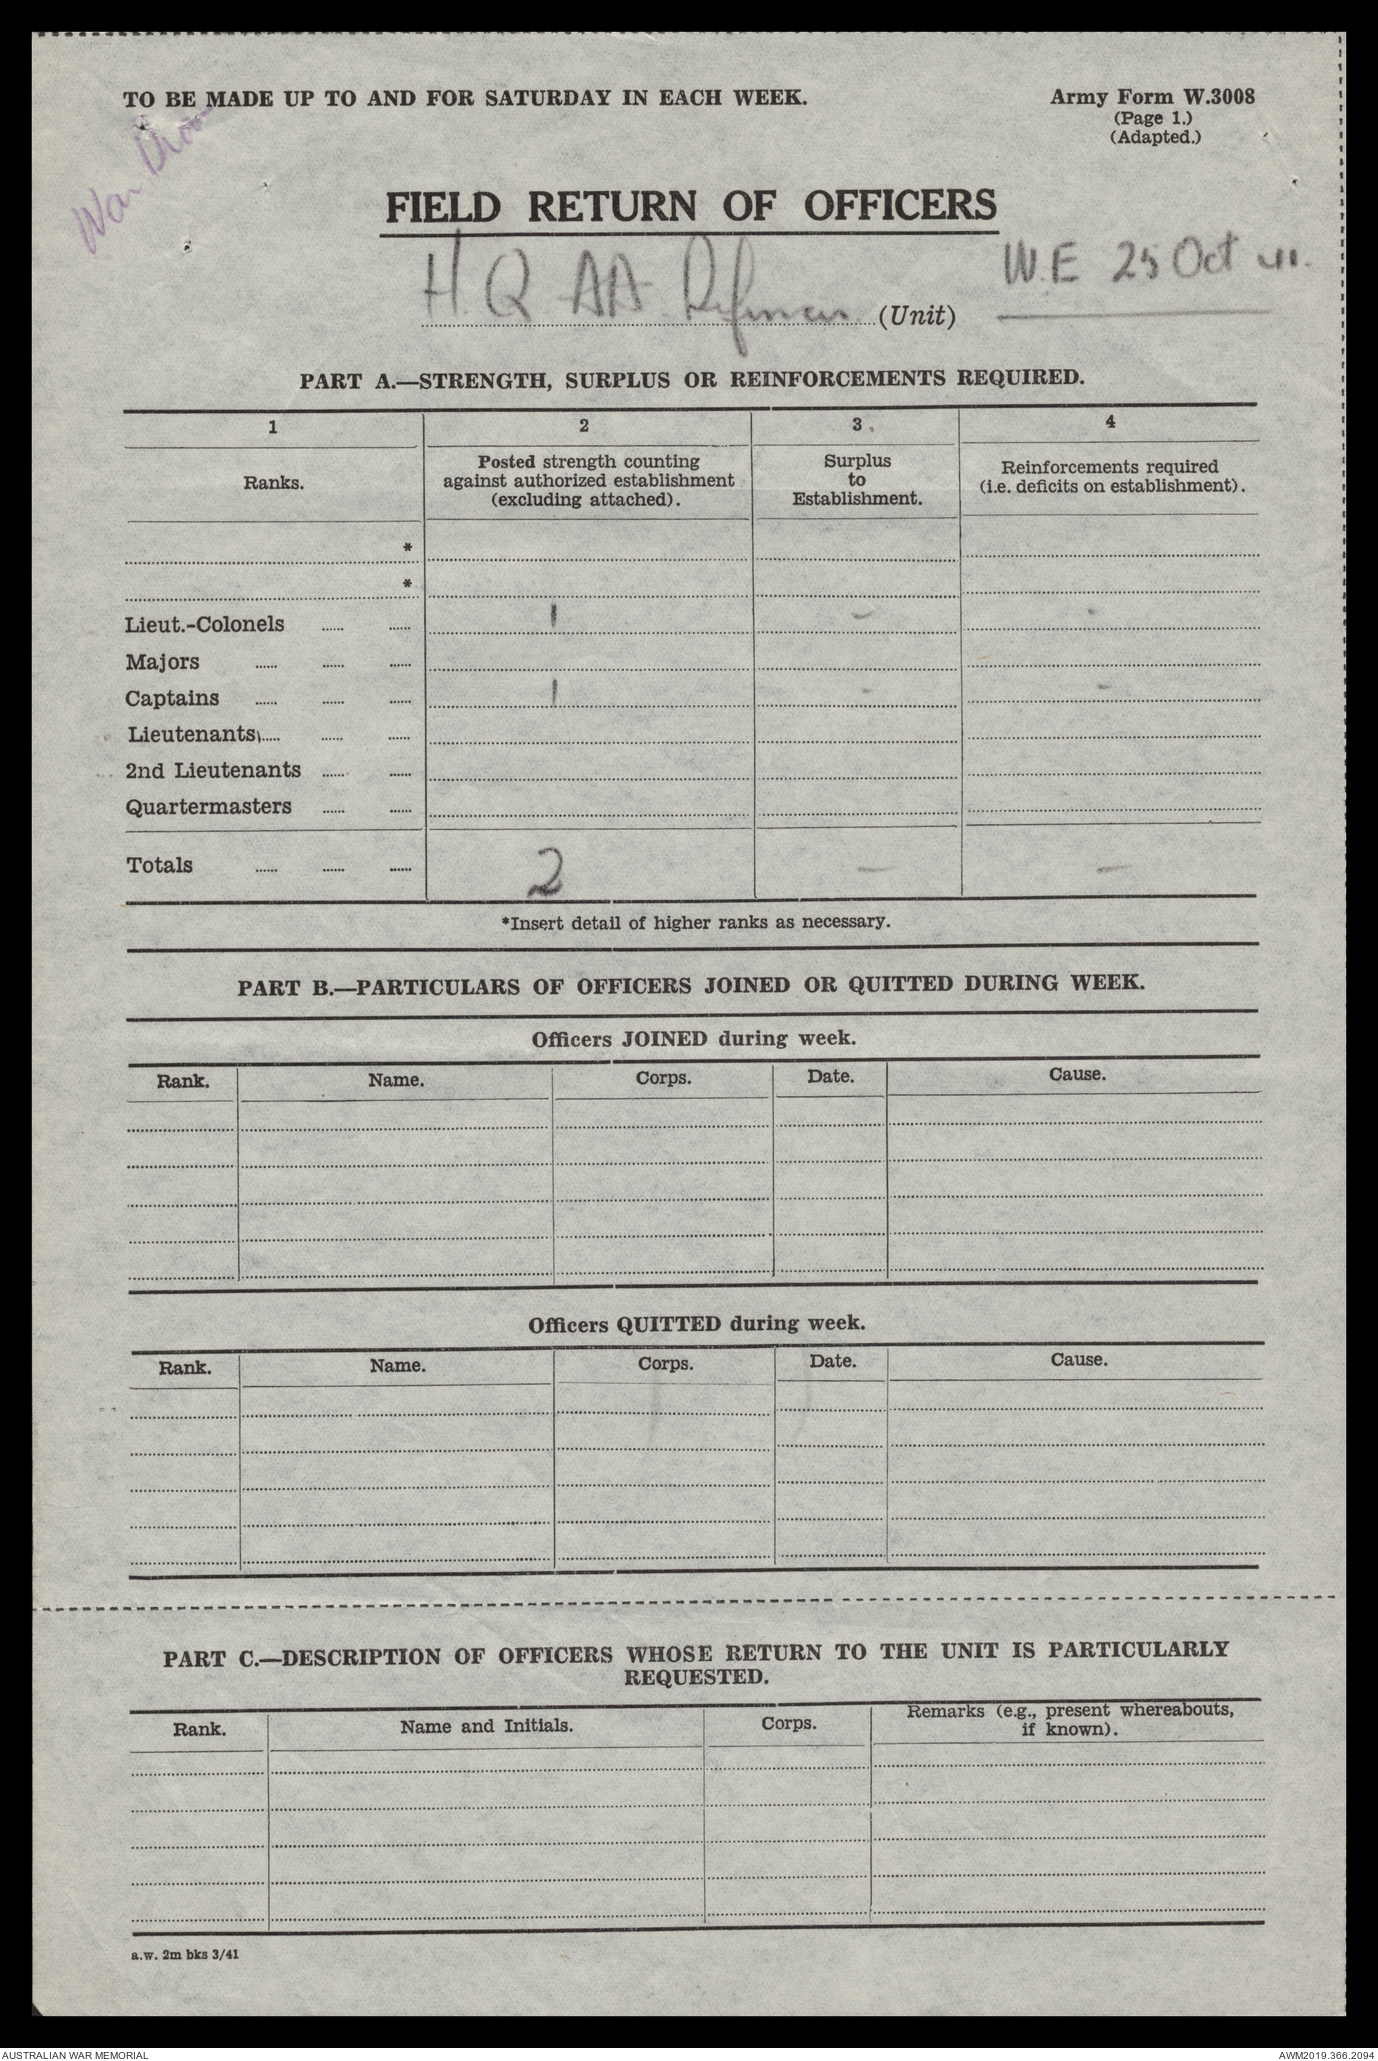 TO BE MADE UP TO AND FOR SATURDAY IN EACH WEEK.
Army Form W.3008
(Page 1.)
(Adapted.)
War
FIELD RETURN OF OFFICERS
H.Q AA (Unit)
W.E 25 Oct 41.
PART A.—STRENGTH, SURPLUS OR REINFORCEMENTS REQUIRED.
1 2 3 4
Ranks. Posted strength counting against authorized establishment (excluding attached). Surplus to Establishment. Reinforcements required (i.e. deficits on establishment).
*
*
Lieut.-Colonels ...... ...... 1 - -
Majors ...... ...... ......
Captains ...... ...... ...... 1 - -
Lieutenants ...... ...... ......
2nd Lieutenants ...... ......
Quartermasters ...... ......
Totals ...... ...... ...... 2 - -
*Insert detail of higher ranks as necessary.
PART B.—PARTICULARS OF OFFICERS JOINED OR QUITTED DURING WEEK.
Officers JOINED during week.
Rank. Name. Corps. Date. Cause.
Officers QUITTED during week.
Rank. Name. Corps. Date. Cause.
PART C.—DESCRIPTION OF OFFICERS WHOSE RETURN TO THE UNIT IS PARTICULARLY
REQUESTED.
Rank. Name and Initials. Corps. Remarks (e.g., present whereabouts, if known).
a.w. 2m bks 3/41
AUSTRALIAN WAR MEMORIAL
AWM2019.366.2094